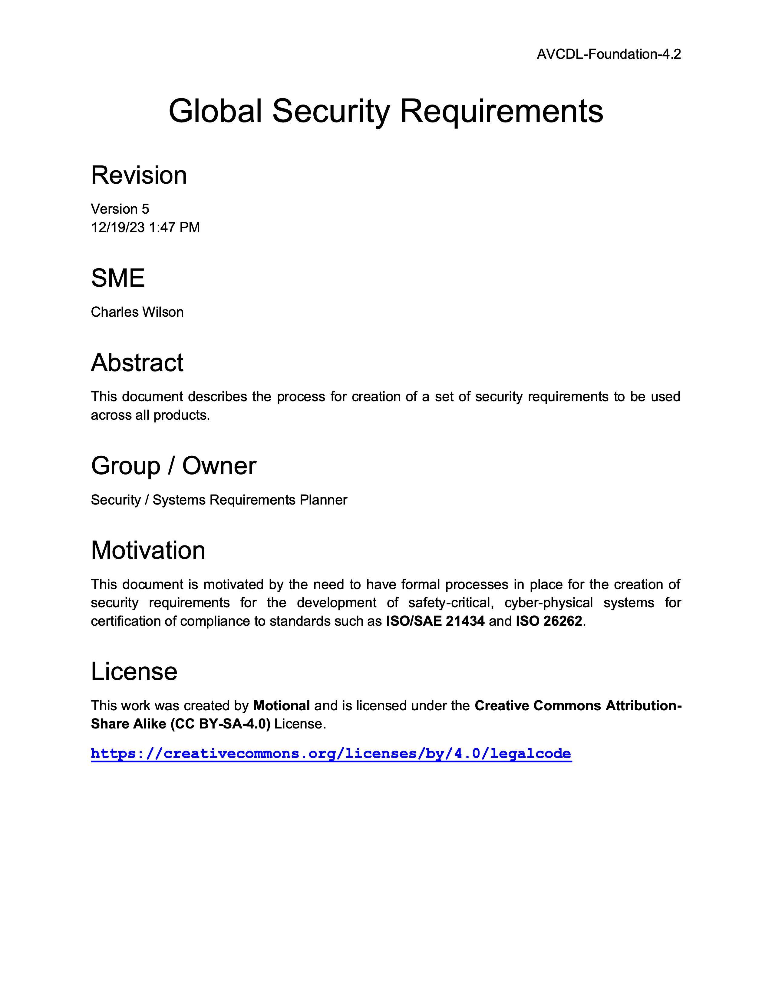 AVCDL-Foundation-4.2
Global Security Requirements
Revision
Version 5
12/19/23 1:47 PM
SME
Charles Wilson
Abstract
This document describes the process for creation of a set of security requirements to be used
across all products.
Group / Owner
Security / Systems Requirements Planner
Motivation
This document is motivated by the need to have formal processes in place for the creation of
security requirements for the development of safety-critical, cyber-physical systems for
certification of compliance to standards such as ISO/SAE 21434 and ISO 26262.
License
This work was created by Motional and is licensed under the Creative Commons Attribution-
Share Alike (CC BY-SA-4.0) License.
https://creativecommons.org/licenses/by/4.0/legalcode